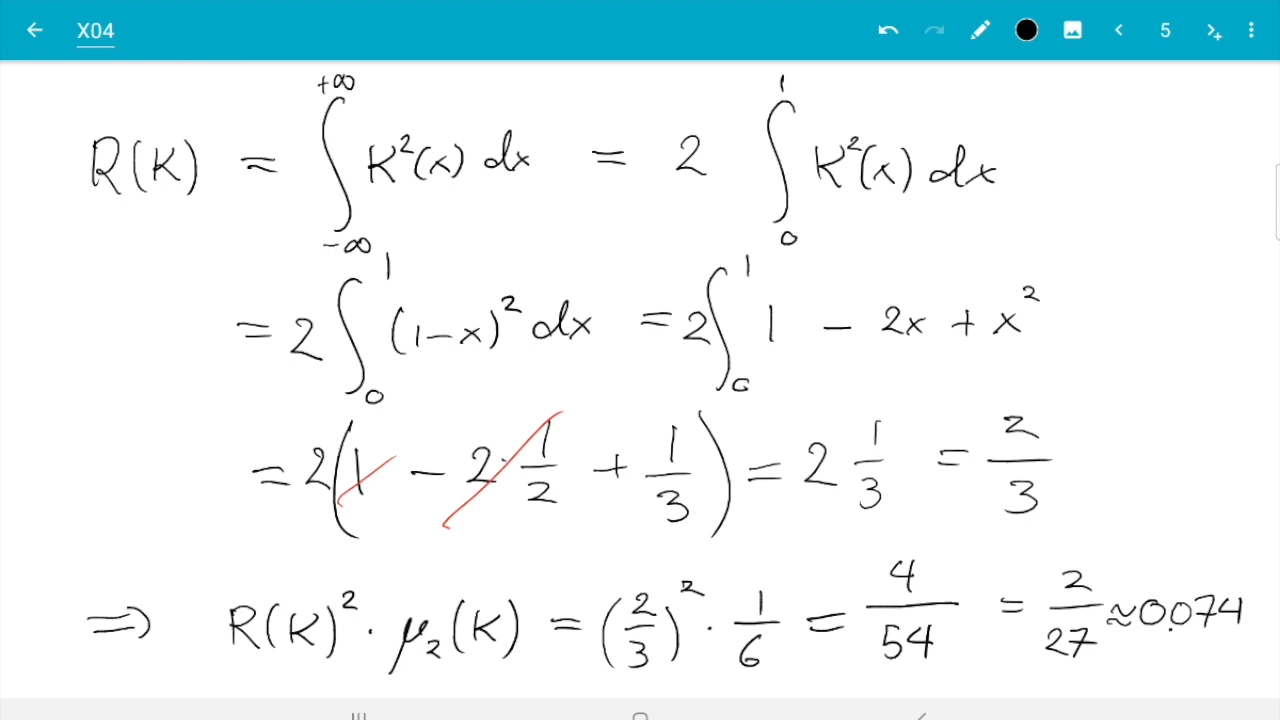 X04 5
R(K) = ∫_{-∞}^{+∞} K²(x) dx = 2 ∫_0^1 K²(x) dx
= 2 ∫_0^1 (1-x)² dx = 2 ∫_0^1 1 - 2x + x²
= 2(1 - 2·1/2 + 1/3) = 2 1/3 = 2/3
⇒ R(K)² · μ₂(K) = (2/3)² · 1/6 = 4/54 = 2/27 ≈ 0.074